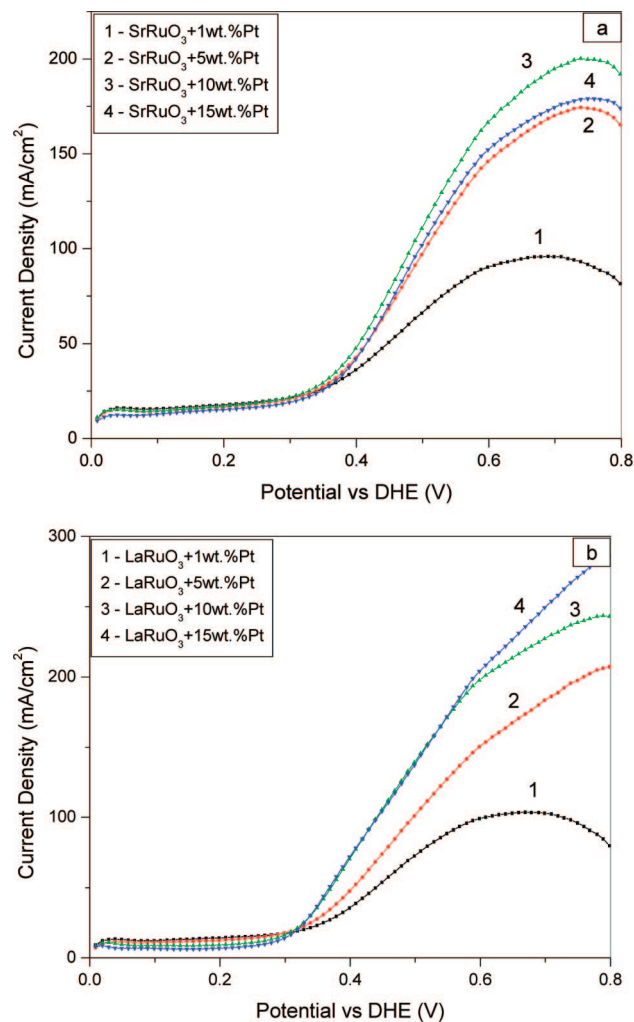 a
1 - SrRuO₃+1wt.%Pt
2 - SrRuO₃+5wt.%Pt
3 - SrRuO₃+10wt.%Pt
4 - SrRuO₃+15wt.%Pt
200
150
100
50
0
Current Density (mA/cm²)
3
4
2
1
0.0 0.2 0.4 0.6 0.8
Potential vs DHE (V)
b
1 - LaRuO₃+1wt.%Pt
2 - LaRuO₃+5wt.%Pt
3 - LaRuO₃+10wt.%Pt
4 - LaRuO₃+15wt.%Pt
300
200
100
0
Current Density (mA/cm²)
4
3
2
1
0.0 0.2 0.4 0.6 0.8
Potential vs DHE (V)